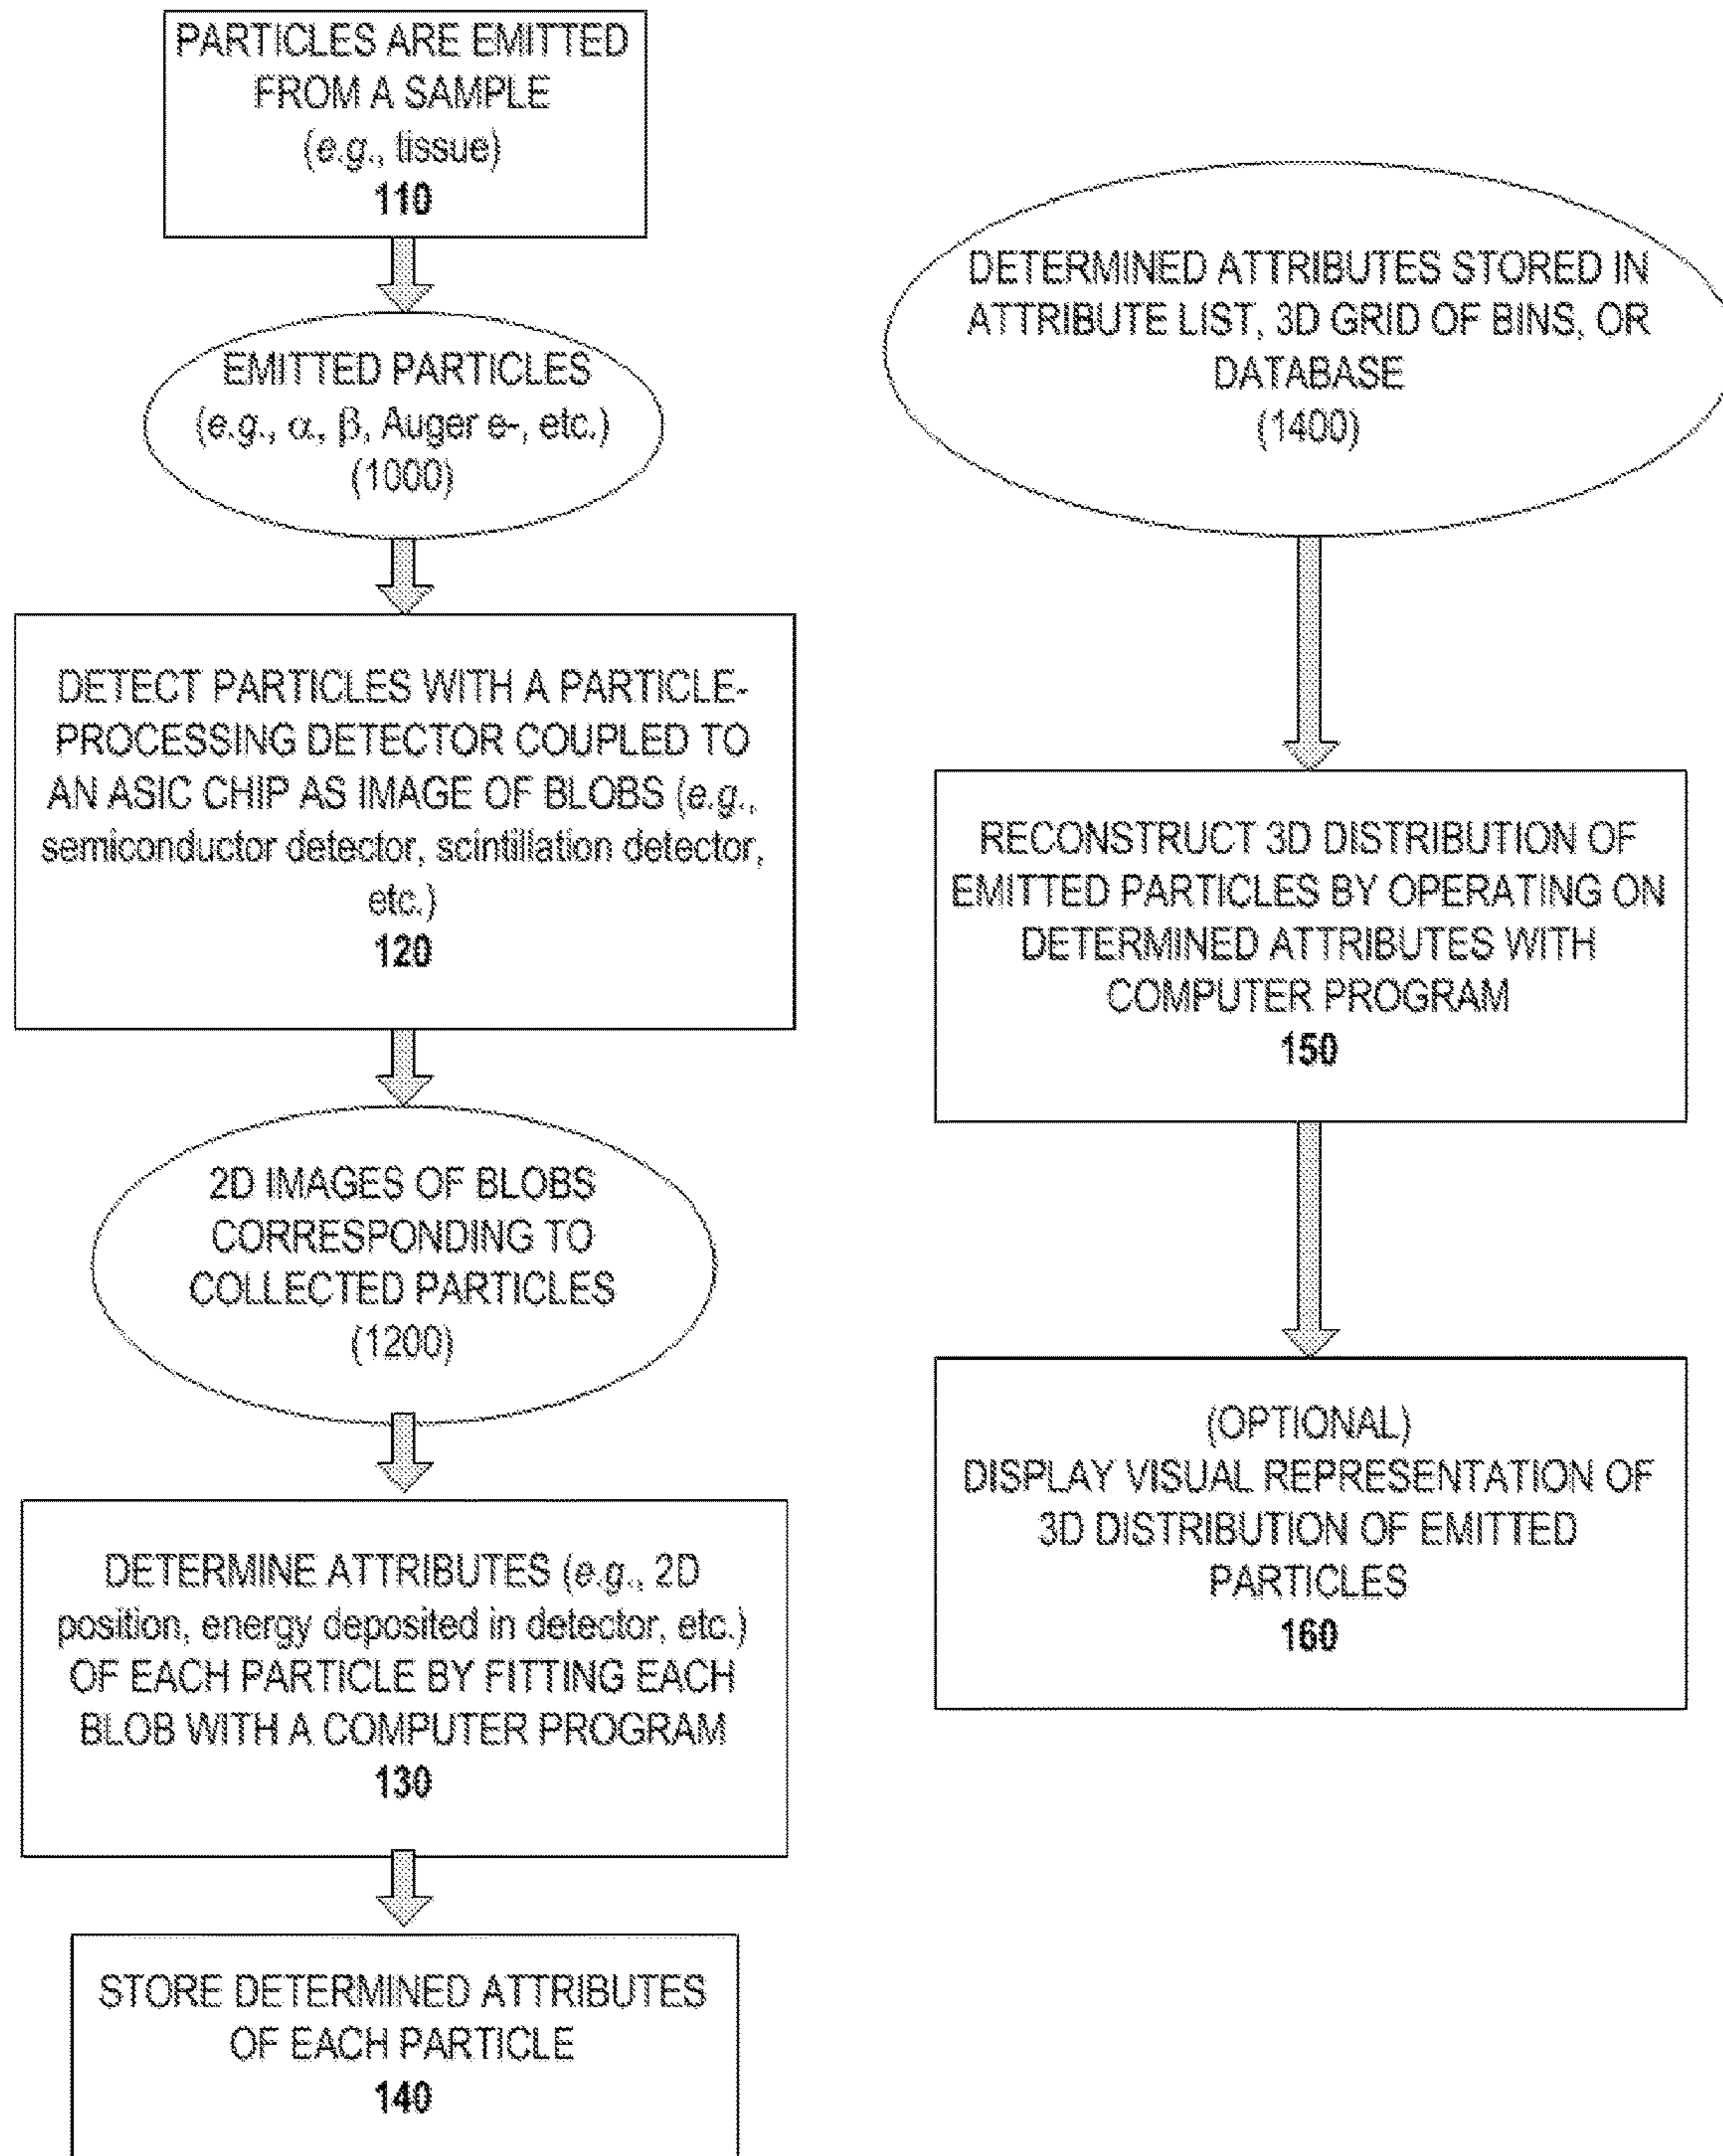 PARTICLES ARE EMITTED
FROM A SAMPLE
(e.g., tissue)
110
EMITTED PARTICLES
(e.g., α, β, Auger e-, etc.)
(1000)
DETECT PARTICLES WITH A PARTICLE-
PROCESSING DETECTOR COUPLED TO
AN ASIC CHIP AS IMAGE OF BLOBS (e.g.,
semiconductor detector, scintillation detector,
etc.)
120
2D IMAGES OF BLOBS
CORRESPONDING TO
COLLECTED PARTICLES
(1200)
DETERMINE ATTRIBUTES (e.g., 2D
position, energy deposited in detector, etc.)
OF EACH PARTICLE BY FITTING EACH
BLOB WITH A COMPUTER PROGRAM
130
STORE DETERMINED ATTRIBUTES
OF EACH PARTICLE
140
DETERMINED ATTRIBUTES STORED IN
ATTRIBUTE LIST, 3D GRID OF BINS, OR
DATABASE
(1400)
RECONSTRUCT 3D DISTRIBUTION OF
EMITTED PARTICLES BY OPERATING ON
DETERMINED ATTRIBUTES WITH
COMPUTER PROGRAM
150
(OPTIONAL)
DISPLAY VISUAL REPRESENTATION OF
3D DISTRIBUTION OF EMITTED
PARTICLES
160